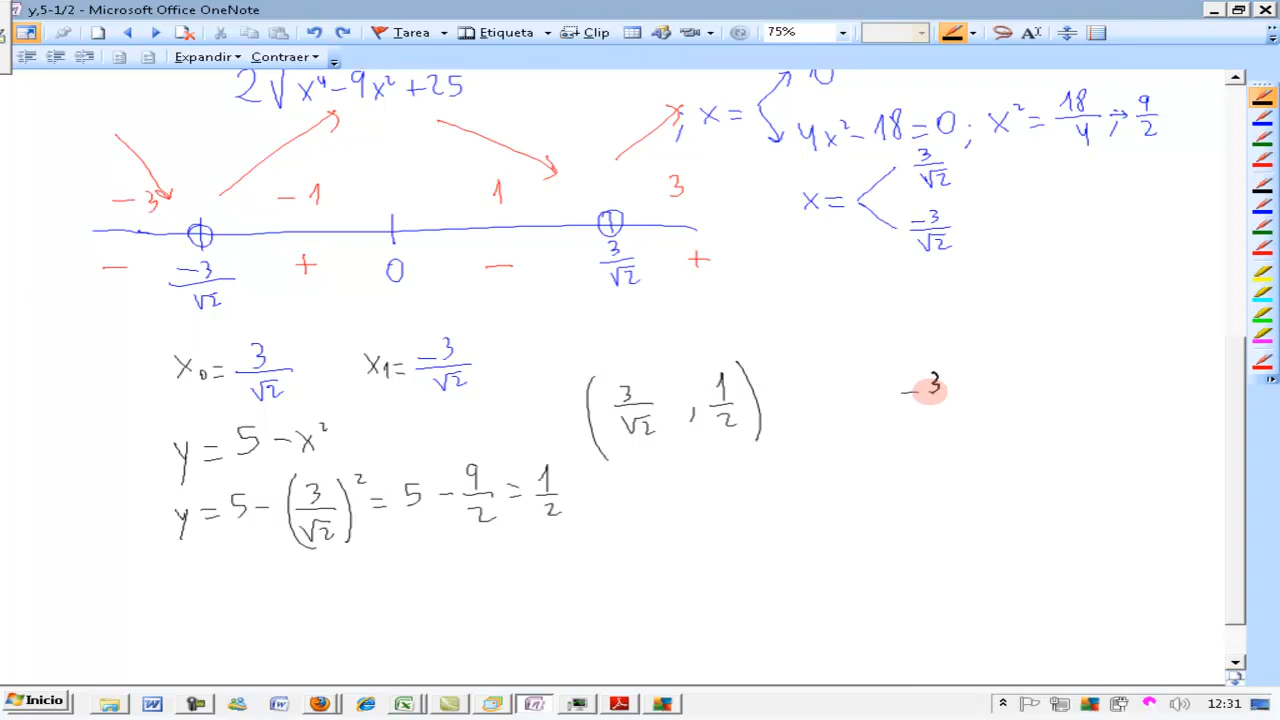 y,5-1/2 - Microsoft Office OneNote
Tarea Etiqueta Clip 75%
Expandir Contraer
2√x⁴-9x²+25
; x =
4x²-18=0; x² = 18/4 ; → 9/2
x = 3/√2
-3/√2
-3 -1 1 3
-3/√2 0 3/√2
- + - +
x₀ = 3/√2 x₁ = -3/√2
(3/√2 , 1/2)
-3
y = 5 - x²
y = 5 - (3/√2)² = 5 - 9/2 = 1/2
Inicio 12:31